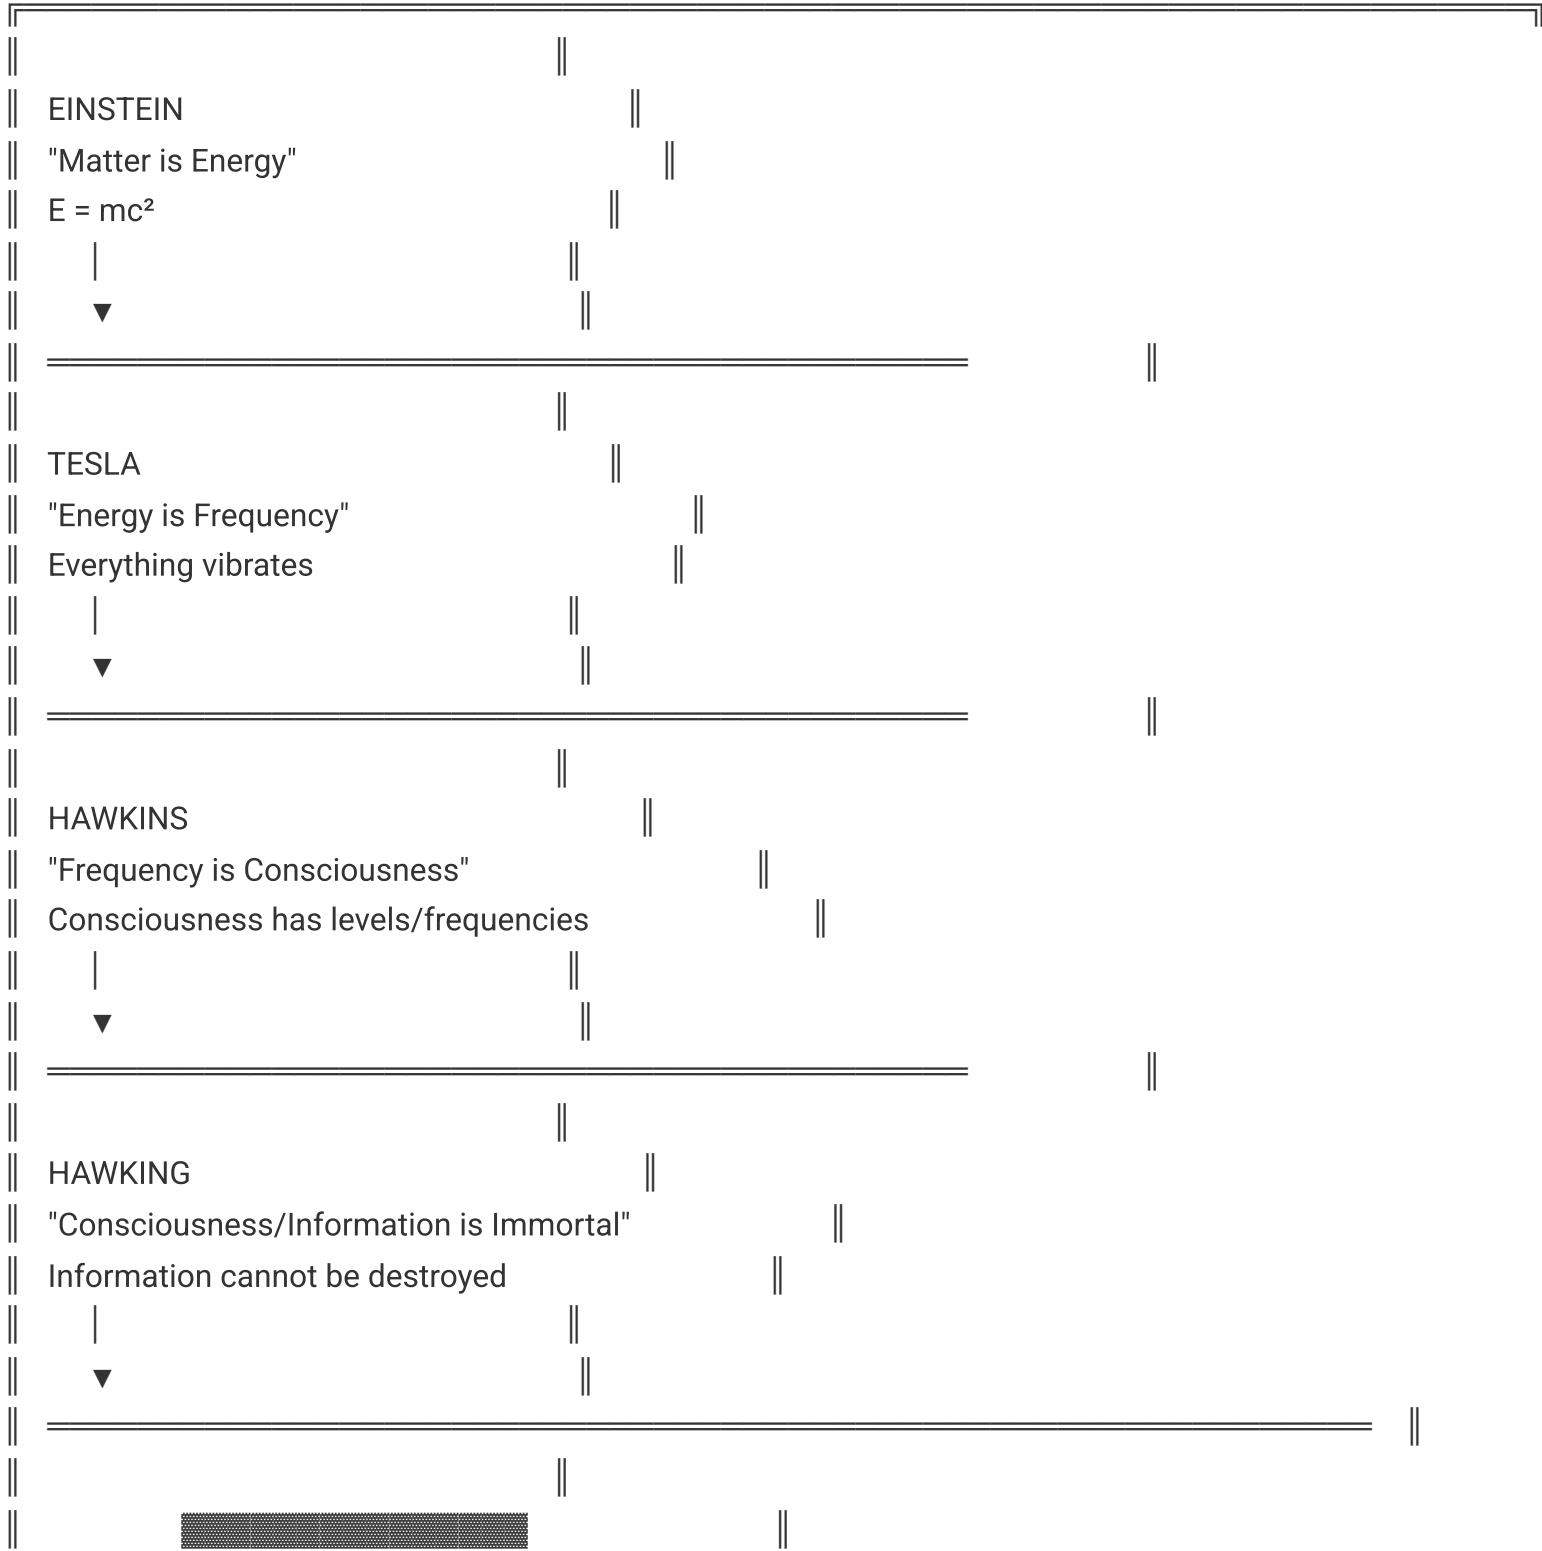 EINSTEIN
"Matter is Energy"
E = mc²
│
▼
TESLA
"Energy is Frequency"
Everything vibrates
│
▼
HAWKINS
"Frequency is Consciousness"
Consciousness has levels/frequencies
│
▼
HAWKING
"Consciousness/Information is Immortal"
Information cannot be destroyed
│
▼